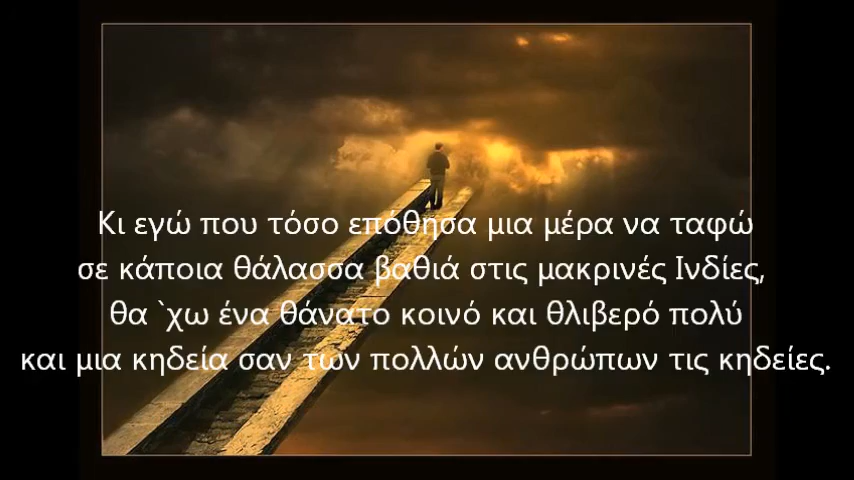 Κι εγώ που τόσο επόθησα μια μέρα να ταφώ
σε κάποια θάλασσα βαθιά στις μακρινές Ινδίες,
θα `χω ένα θάνατο κοινό και θλιβερό πολύ
και μια κηδεία σαν των πολλών ανθρώπων τις κηδείες.